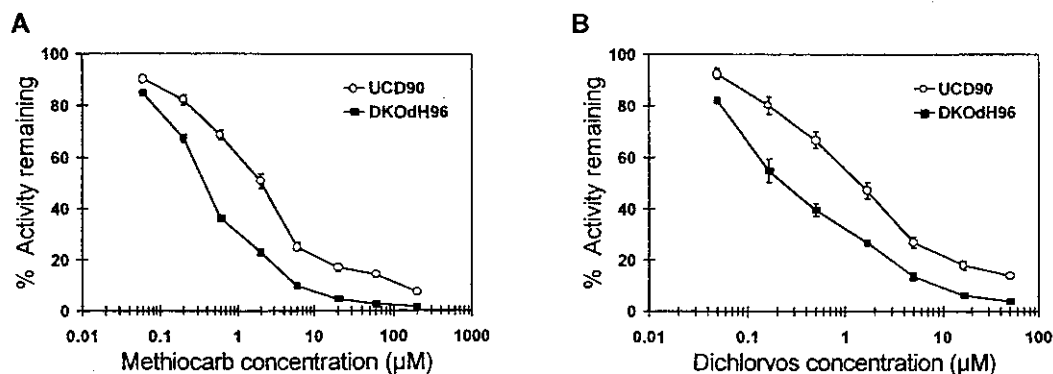 A
100
80
60
40
20
0
% Activity remaining
UCD90
DKOdH96
0.01 0.1 1 10 100 1000
Methiocarb concentration (µM)
B
100
80
60
40
20
0
% Activity remaining
UCD90
DKOdH96
0.01 0.1 1 10 100
Dichlorvos concentration (µM)